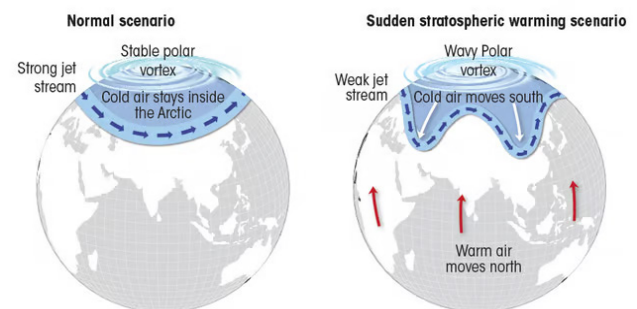 Normal scenario
Stable polar
vortex
Strong jet
stream
Cold air stays inside
the Arctic
Sudden stratospheric warming scenario
Wavy Polar
vortex
Weak jet
stream
Cold air moves south
Warm air
moves north